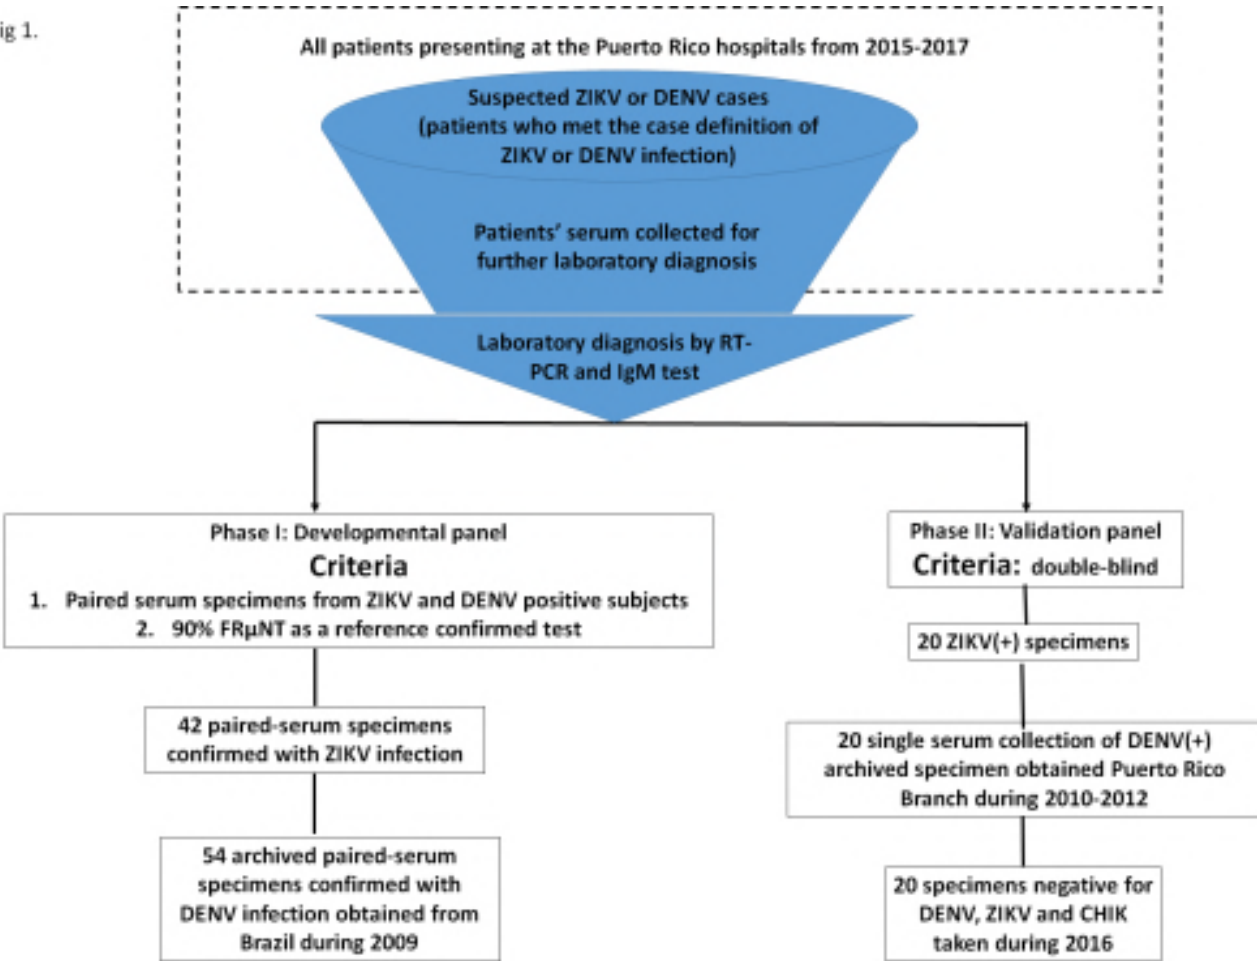 ig 1.
All patients presenting at the Puerto Rico hospitals from 2015-2017
Suspected ZIKV or DENV cases
(patients who met the case definition of
ZIKV or DENV infection)
Patients' serum collected for
further laboratory diagnosis
Laboratory diagnosis by RT-
PCR and IgM test
Phase I: Developmental panel
Criteria
1. Paired serum specimens from ZIKV and DENV positive subjects
2. 90% FRμNT as a reference confirmed test
42 paired-serum specimens
confirmed with ZIKV infection
54 archived paired-serum
specimens confirmed with
DENV infection obtained from
Brazil during 2009
Phase II: Validation panel
Criteria: double-blind
20 ZIKV(+) specimens
20 single serum collection of DENV(+)
archived specimen obtained Puerto Rico
Branch during 2010-2012
20 specimens negative for
DENV, ZIKV and CHIK
taken during 2016